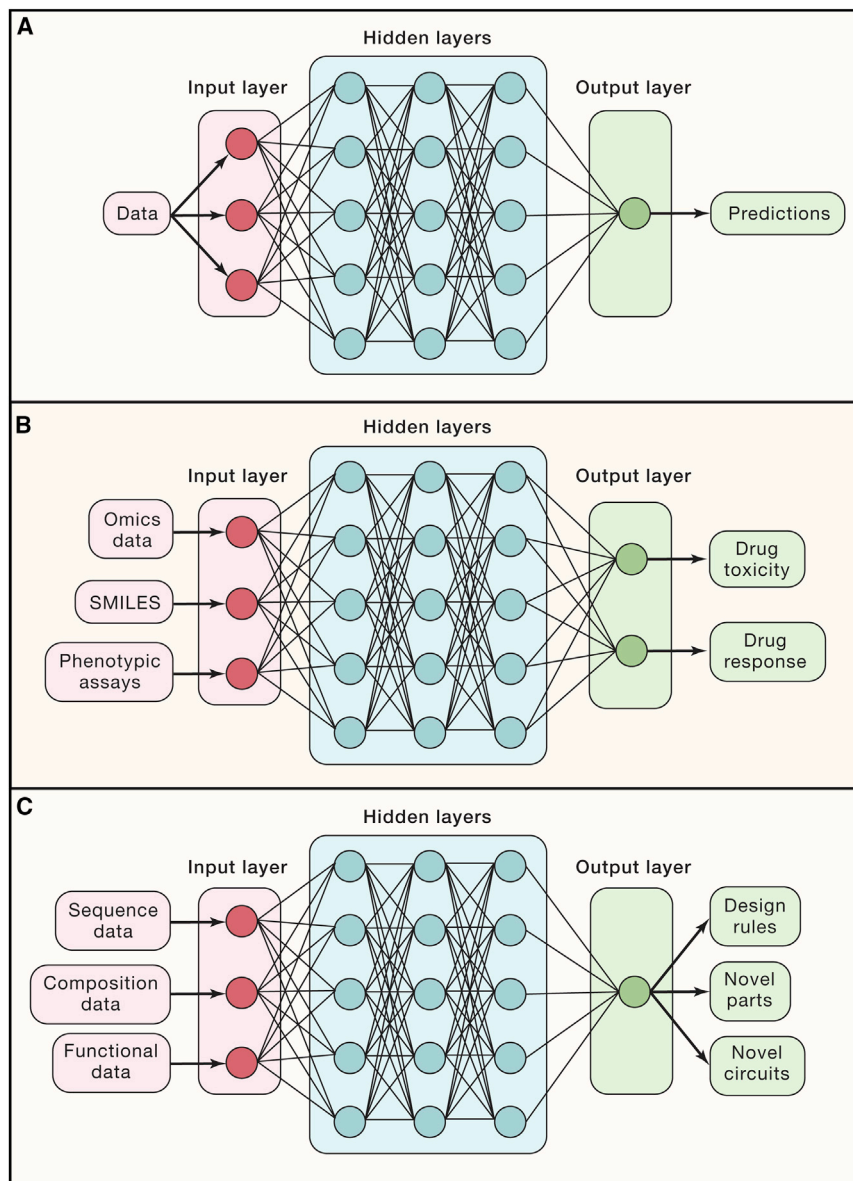 A
Hidden layers
Input layer
Output layer
Data
Predictions
B
Hidden layers
Input layer
Output layer
Omics
data
SMILES
Phenotypic
assays
Drug
toxicity
Drug
response
C
Hidden layers
Input layer
Output layer
Sequence
data
Composition
data
Functional
data
Design
rules
Novel
parts
Novel
circuits